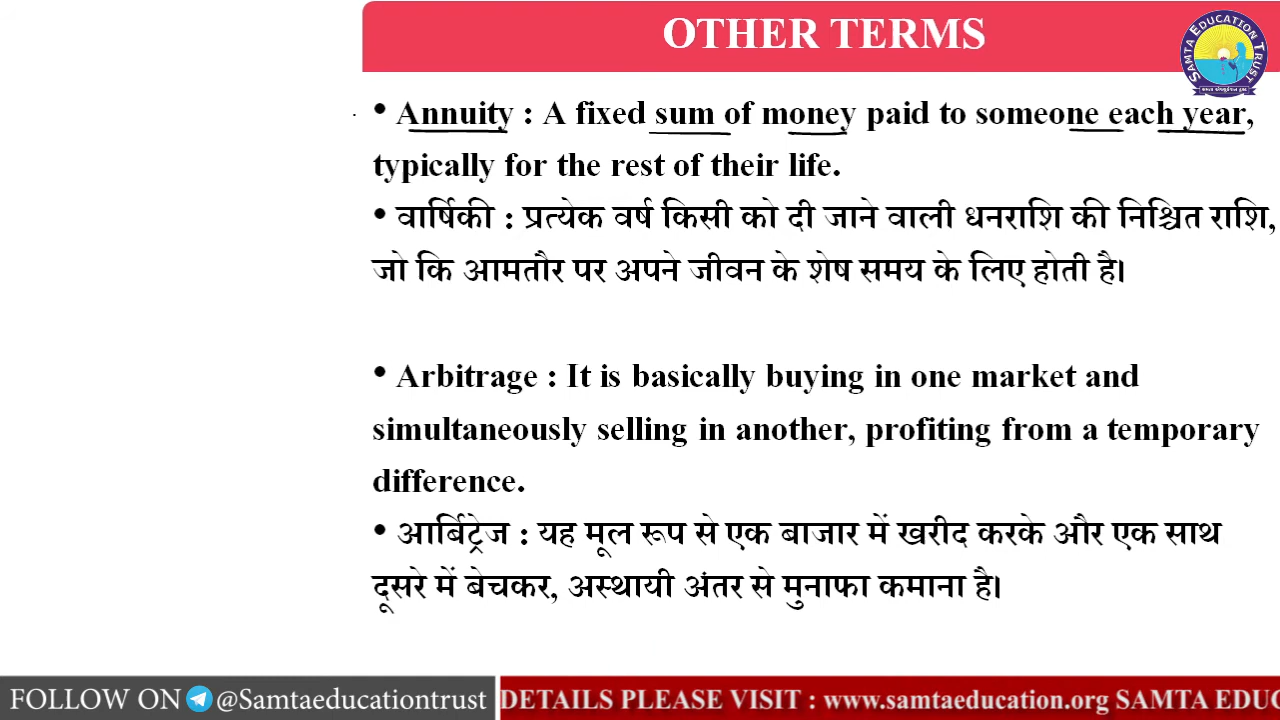 OTHER TERMS
SAMTA EDUCATION TRUST
• Annuity : A fixed sum of money paid to someone each year,
typically for the rest of their life.
• वार्षिकी : प्रत्येक वर्ष किसी को दी जाने वाली धनराशि की निश्चित राशि,
जो कि आमतौर पर अपने जीवन के शेष समय के लिए होती है।
• Arbitrage : It is basically buying in one market and
simultaneously selling in another, profiting from a temporary
difference.
• आर्बिट्रेज : यह मूल रूप से एक बाजार में खरीद करके और एक साथ
दूसरे में बेचकर, अस्थायी अंतर से मुनाफा कमाना है।
FOLLOW ON @Samtaeducationtrust
DETAILS PLEASE VISIT : www.samtaeducation.org SAMTA EDUC